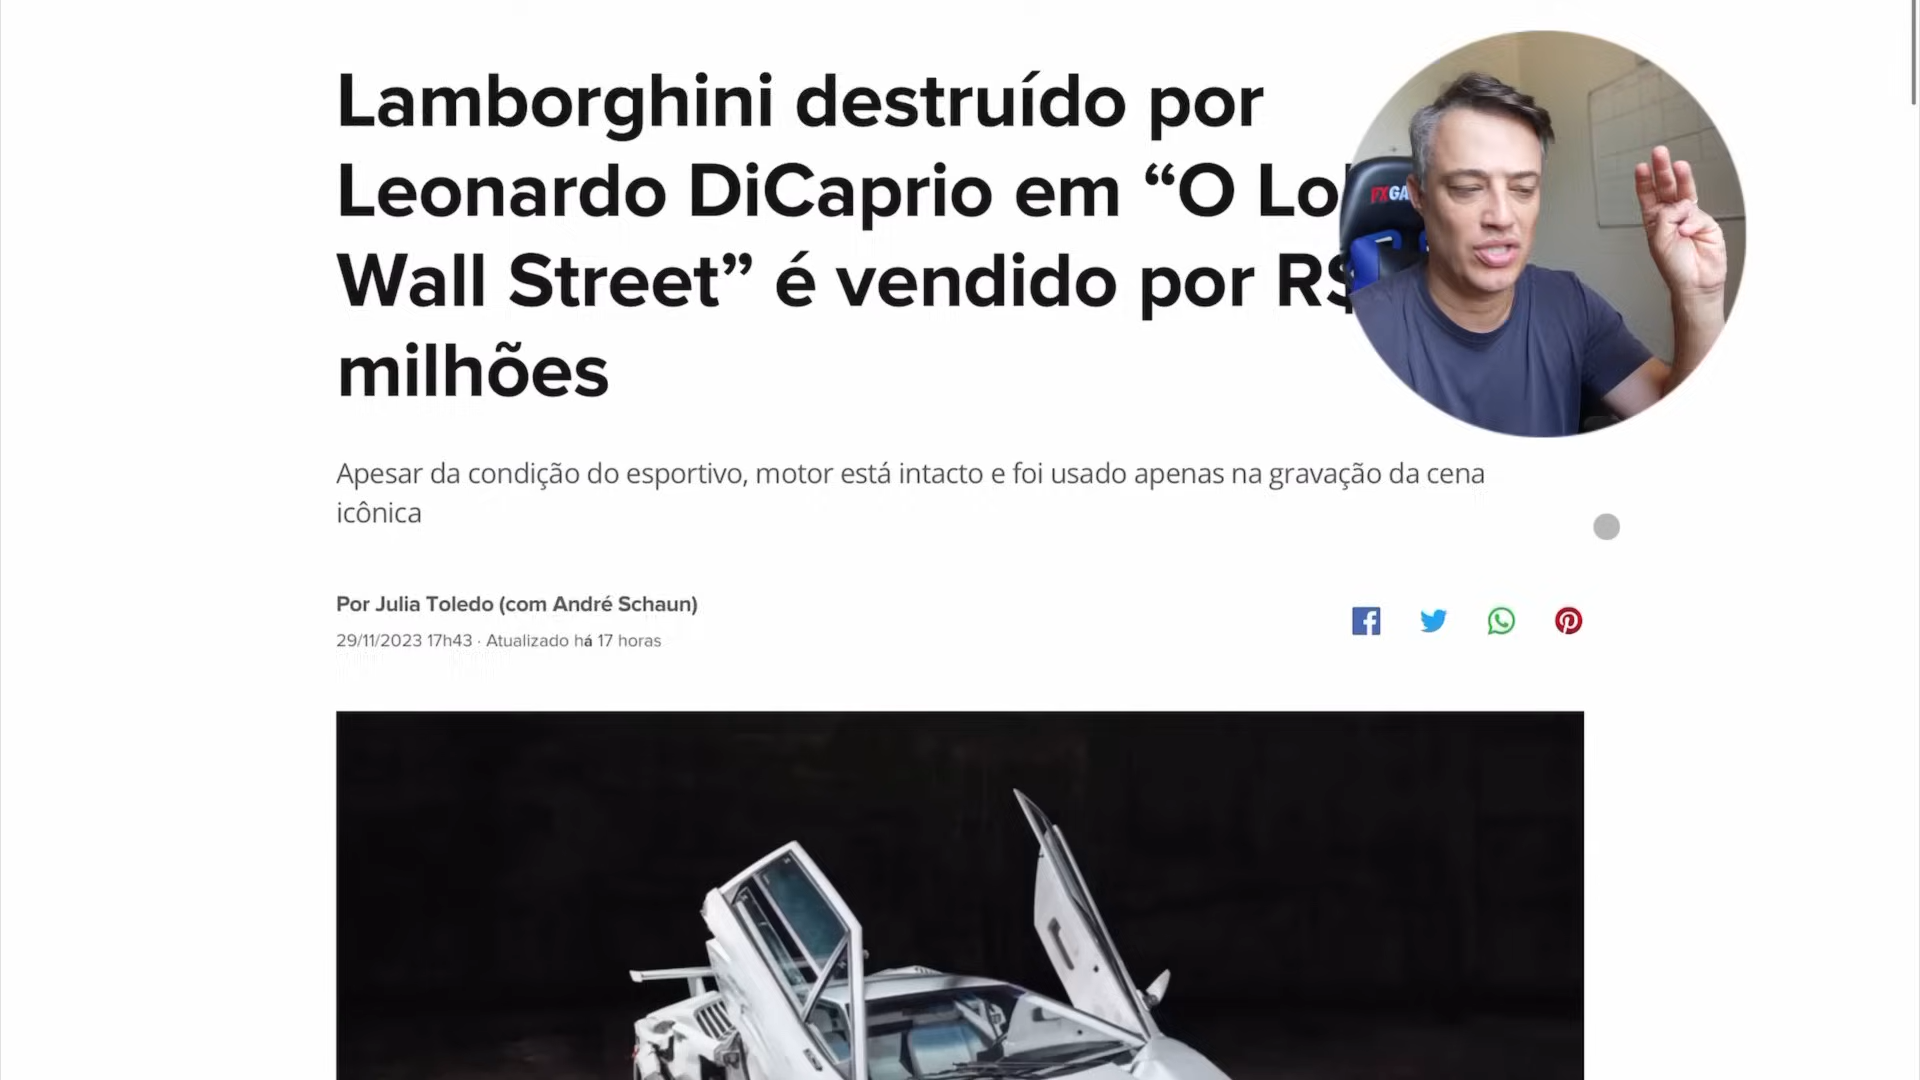 Lamborghini destruído por
Leonardo DiCaprio em “O
Wall Street” é vendido por R$
milhões
Apesar da condição do esportivo, motor está intacto e foi usado apenas na gravação da cena
icônica
Por Julia Toledo (com André Schaun)
29/11/2023 17h43 · Atualizado há 17 horas